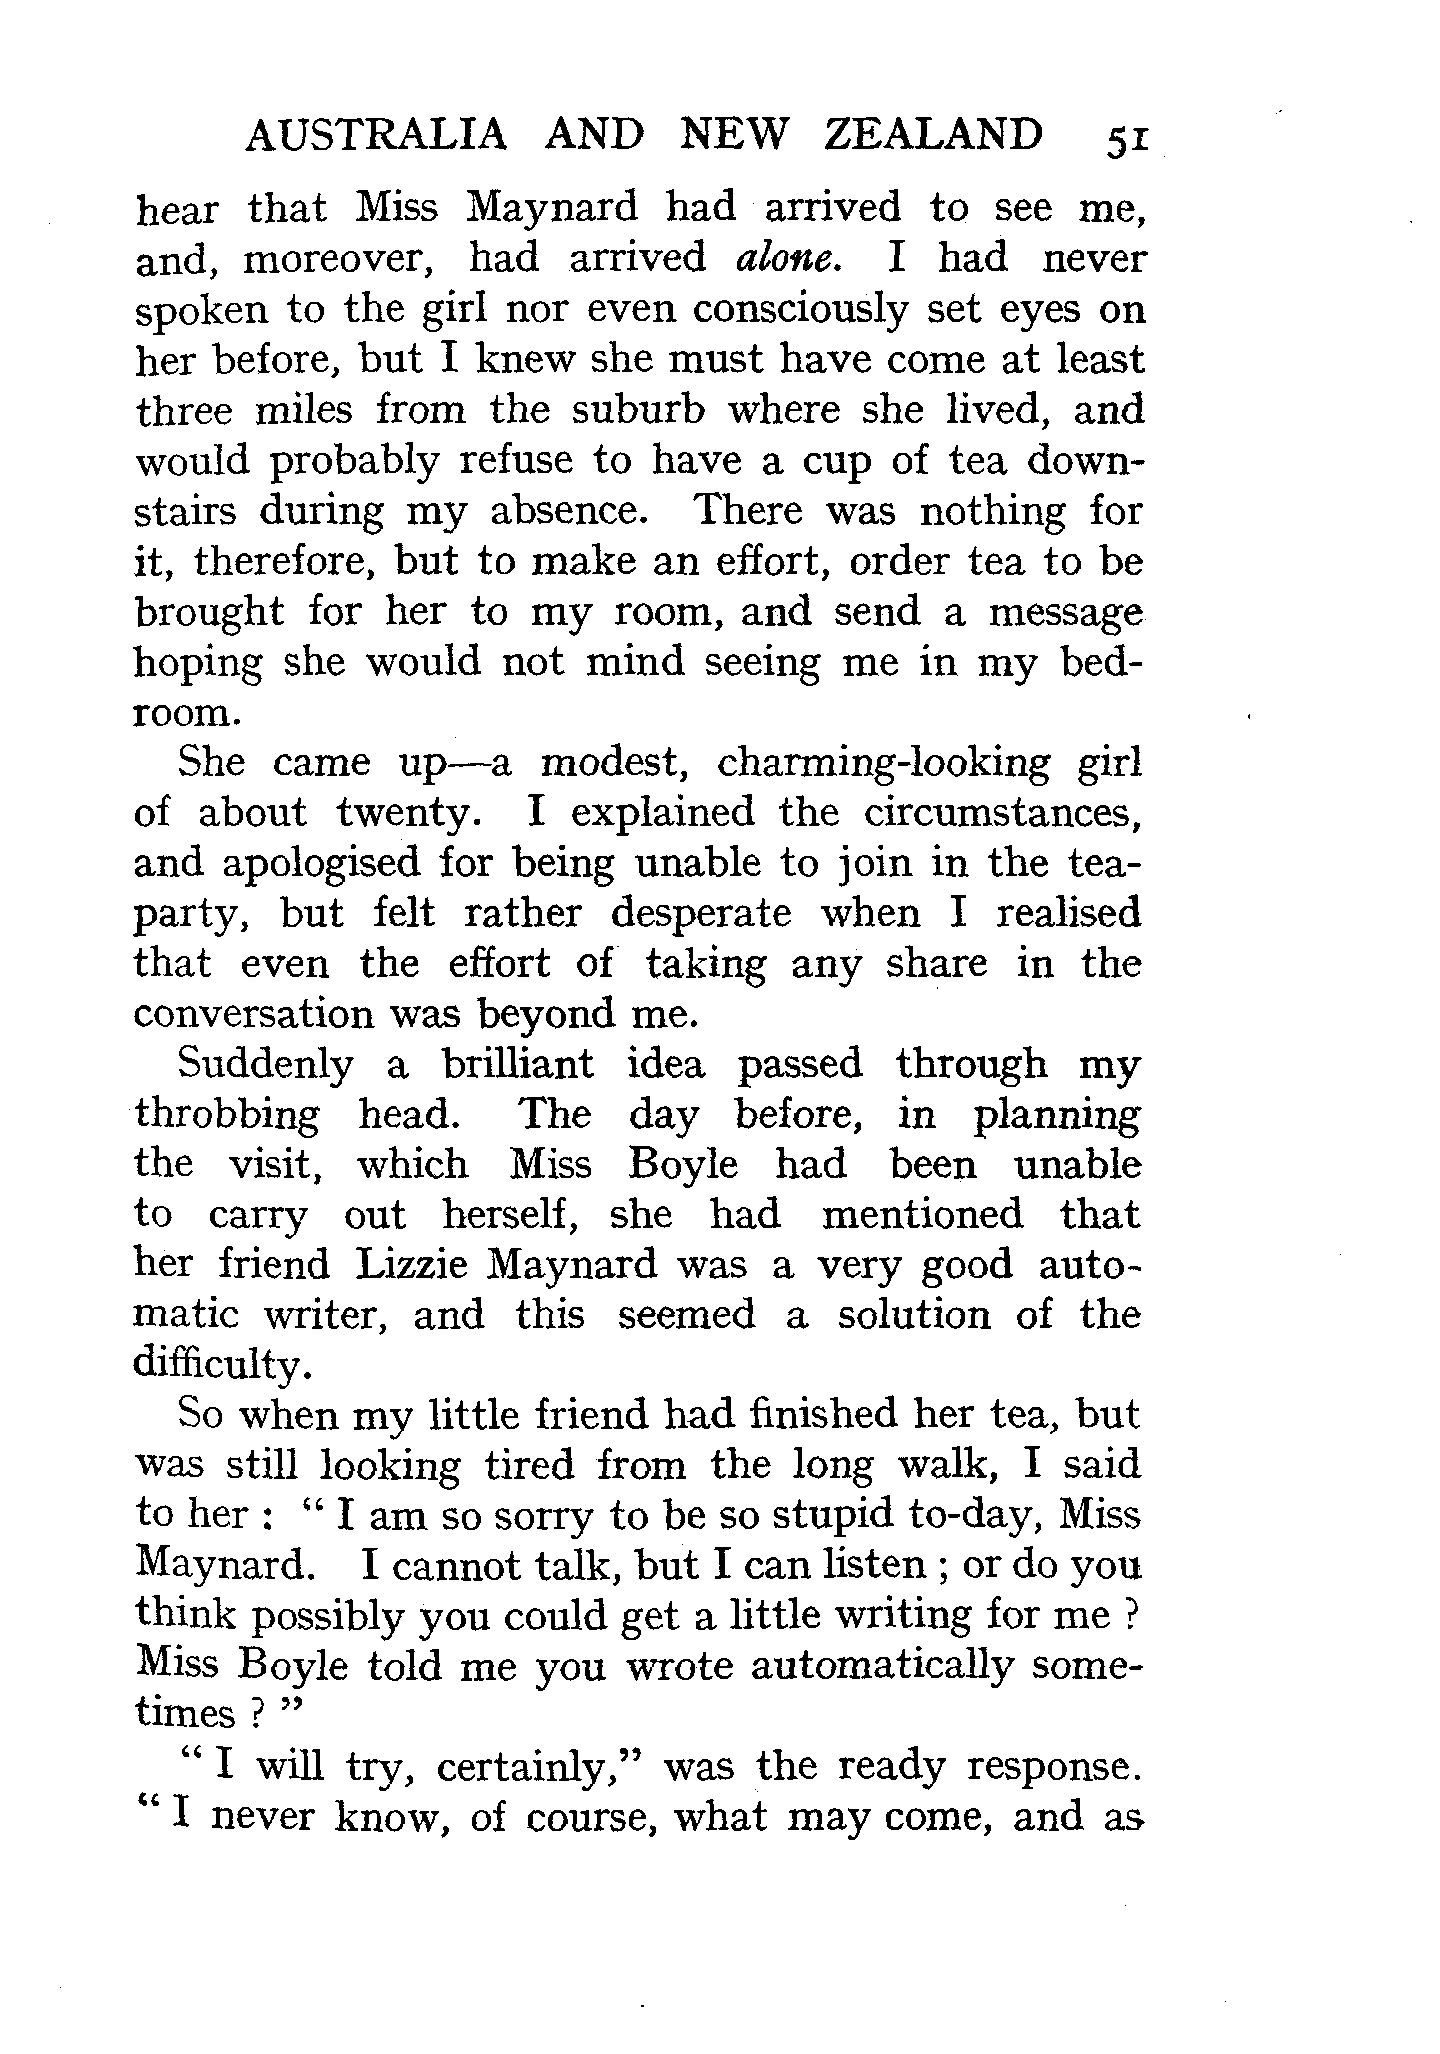 AUSTRALIA AND NEW ZEALAND 51
hear that Miss Maynard had arrived to see me,
and, moreover, had arrived alone. I had never
spoken to the girl nor even consciously set eyes on
her before, but I knew she must have come at least
three miles from the suburb where she lived, and
would probably refuse to have a cup of tea down-
stairs during my absence. There was nothing for
it, therefore, but to make an effort, order tea to be
brought for her to my room, and send a message
hoping she would not mind seeing me in my bed-
room.
She came up—a modest, charming-looking girl
of about twenty. I explained the circumstances,
and apologised for being unable to join in the tea-
party, but felt rather desperate when I realised
that even the effort of taking any share in the
conversation was beyond me.
Suddenly a brilliant idea passed through my
throbbing head. The day before, in planning
the visit, which Miss Boyle had been unable
to carry out herself, she had mentioned that
her friend Lizzie Maynard was a very good auto-
matic writer, and this seemed a solution of the
difficulty.
So when my little friend had finished her tea, but
was still looking tired from the long walk, I said
to her : “ I am so sorry to be so stupid to-day, Miss
Maynard. I cannot talk, but I can listen ; or do you
think possibly you could get a little writing for me ?
Miss Boyle told me you wrote automatically some-
times ? ”
“ I will try, certainly,” was the ready response.
“ I never know, of course, what may come, and as